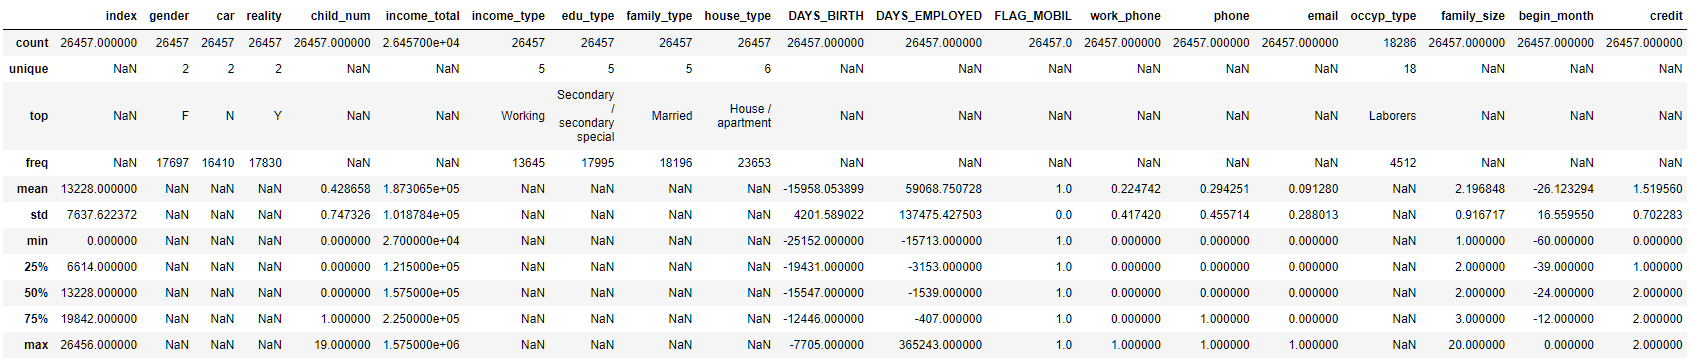 index gender car reality child_num income_total income_type edu_type family_type house_type DAYS_BIRTH DAYS_EMPLOYED FLAG_MOBIL work_phone phone email occyp_type family_size begin_month credit
count 26457.000000 26457 26457 26457 26457.000000 2.645700e+04 26457 26457 26457 26457 26457.000000 26457.000000 26457.0 26457.000000 26457.000000 26457.000000 18286 26457.000000 26457.000000 26457.000000
unique NaN 2 2 2 NaN NaN 5 5 5 6 NaN NaN NaN NaN NaN NaN 18 NaN NaN NaN
Secondary
/
secondary
special
House /
apartment
top NaN F N Y NaN NaN Working Married NaN NaN NaN NaN NaN NaN Laborers NaN NaN NaN
freq NaN 17697 16410 17830 NaN NaN 13645 17995 18196 23653 NaN NaN NaN NaN NaN NaN 4512 NaN NaN NaN
mean 13228.000000 NaN NaN NaN 0.428658 1.873065e+05 NaN NaN NaN NaN -15958.053899 59068.750728 1.0 0.224742 0.294251 0.091280 NaN 2.196848 -26.123294 1.519560
std 7637.622372 NaN NaN NaN 0.747326 1.018784e+05 NaN NaN NaN NaN 4201.589022 137475.427503 0.0 0.417420 0.455714 0.288013 NaN 0.916717 16.559550 0.702283
min 0.000000 NaN NaN NaN 0.000000 2.700000e+04 NaN NaN NaN NaN -25152.000000 -15713.000000 1.0 0.000000 0.000000 0.000000 NaN 1.000000 -60.000000 0.000000
25% 6614.000000 NaN NaN NaN 0.000000 1.215000e+05 NaN NaN NaN NaN -19431.000000 -3153.000000 1.0 0.000000 0.000000 0.000000 NaN 2.000000 -39.000000 1.000000
50% 13228.000000 NaN NaN NaN 0.000000 1.575000e+05 NaN NaN NaN NaN -15547.000000 -1539.000000 1.0 0.000000 0.000000 0.000000 NaN 2.000000 -24.000000 2.000000
75% 19842.000000 NaN NaN NaN 1.000000 2.250000e+05 NaN NaN NaN NaN -12446.000000 -407.000000 1.0 0.000000 1.000000 0.000000 NaN 3.000000 -12.000000 2.000000
max 26456.000000 NaN NaN NaN 19.000000 1.575000e+06 NaN NaN NaN NaN -7705.000000 365243.000000 1.0 1.000000 1.000000 1.000000 NaN 20.000000 0.000000 2.000000